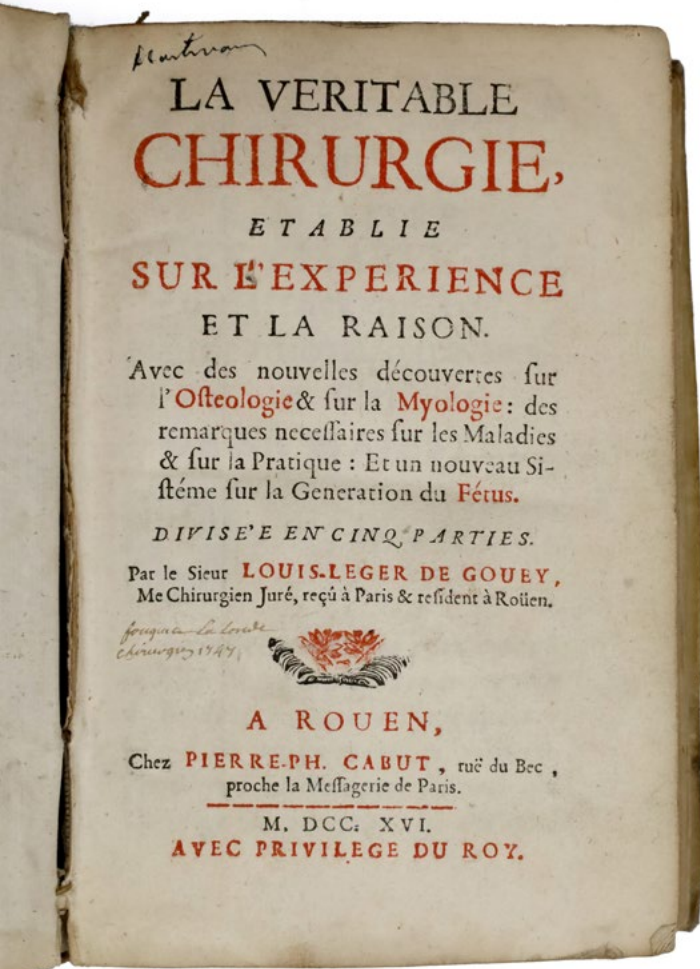 LA VERITABLE
CHIRURGIE,
ETABLIE
SUR L'EXPERIENCE
ET LA RAISON.
Avec des nouvelles découvertes ſur
l'Oſteologie & ſur la Myologie : des
remarques neceſſaires ſur les Maladies
& ſur la Pratique : Et un nouveau Si-
ſtéme ſur la Generation du Fétus.
DIVISE'E EN CINQ PARTIES.
Par le Sieur LOUIS-LEGER DE GOUEY,
Me Chirurgien Juré, reçû à Paris & reſident à Roüen.
chirurgien 1747
A ROUEN,
Chez PIERRE-PH. CABUT, ruë du Bec,
proche la Meſſagerie de Paris.
M. DCC. XVI.
AVEC PRIVILEGE DU ROY.